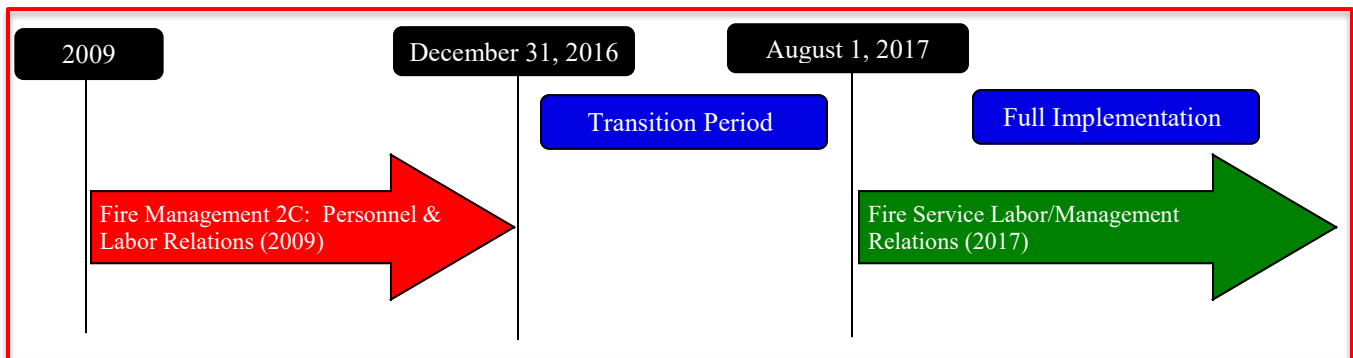 2009
December 31, 2016
August 1, 2017
Transition Period
Full Implementation
Fire Management 2C:  Personnel &
Labor Relations (2009)
Fire Service Labor/Management
Relations (2017)